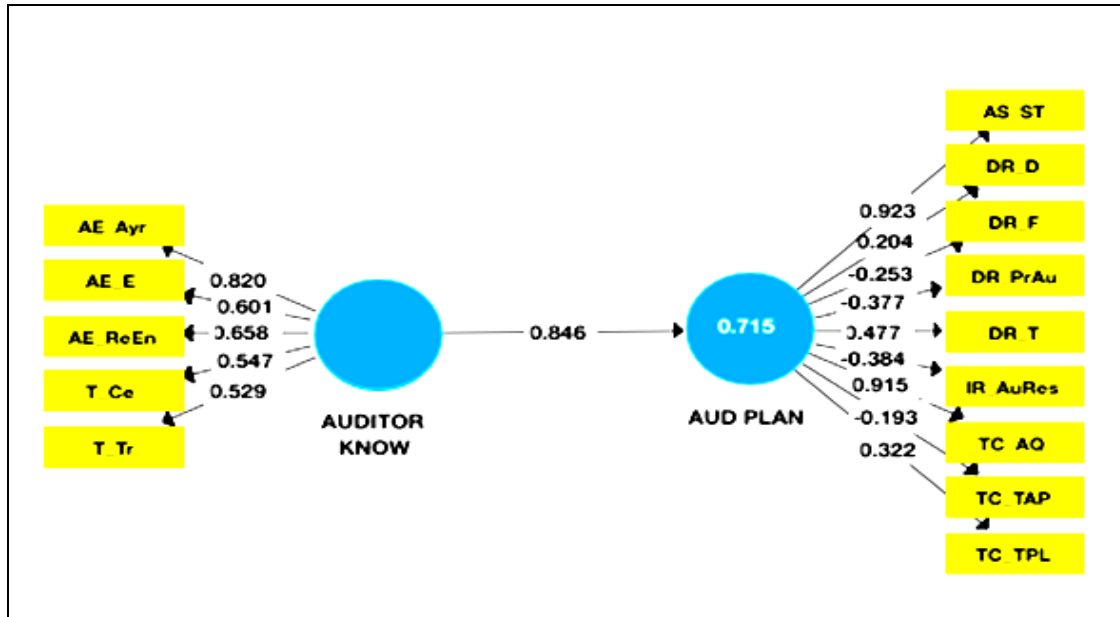 AE_Ayr
AE_E
AE_ReEn
T_Ce
T_Tr
0.820
0.601
0.658
0.547
0.529
AUDITOR
KNOW
0.846
0.715
AUD PLAN
0.923
0.204
-0.253
-0.377
0.477
-0.384
0.915
-0.193
0.322
AS_ST
DR_D
DR_F
DR_PrAu
DR_T
IR_AuRes
TC_AQ
TC_TAP
TC_TPL